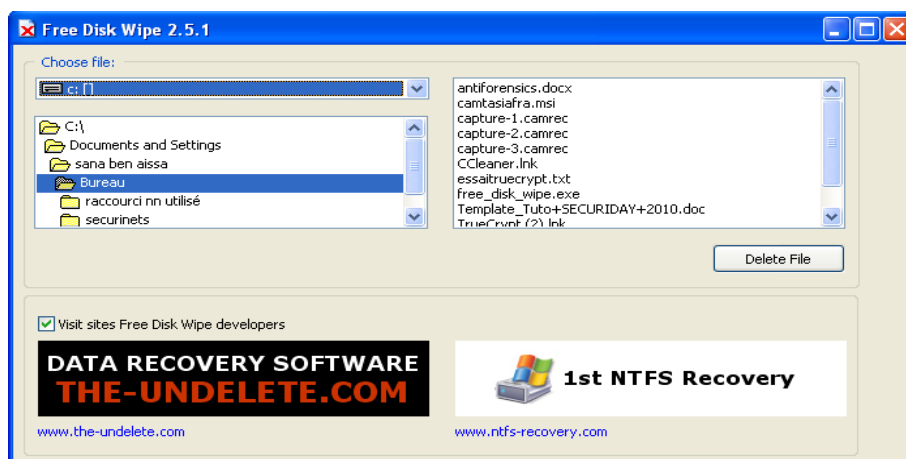 Free Disk Wipe 2.5.1
Choose file:
c: []
C:\
Documents and Settings
sana ben aissa
Bureau
raccourci nn utilisé
securinets
antiforensics.docx
camtasiafra.msi
capture-1.camrec
capture-2.camrec
capture-3.camrec
CCleaner.lnk
essaitruecrypt.txt
free_disk_wipe.exe
Template_Tuto+SECURIDAY+2010.doc
TrueCrypt (2).lnk
Delete File
Visit sites Free Disk Wipe developers
DATA RECOVERY SOFTWARE
THE-UNDELETE.COM
1st NTFS Recovery
www.the-undelete.com
www.ntfs-recovery.com